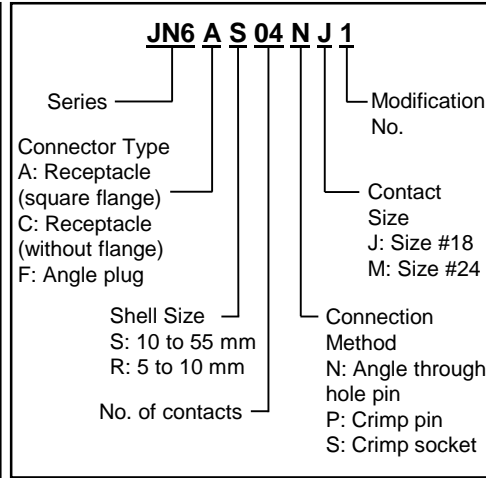 JN6 A S 04 N J 1
Series
Modification
No.
Connector Type
A: Receptacle
(square flange)
C: Receptacle
(without flange)
F: Angle plug
Contact
Size
J: Size #18
M: Size #24
Shell Size
S: 10 to 55 mm
R: 5 to 10 mm
Connection
Method
N: Angle through
hole pin
P: Crimp pin
S: Crimp socket
No. of contacts